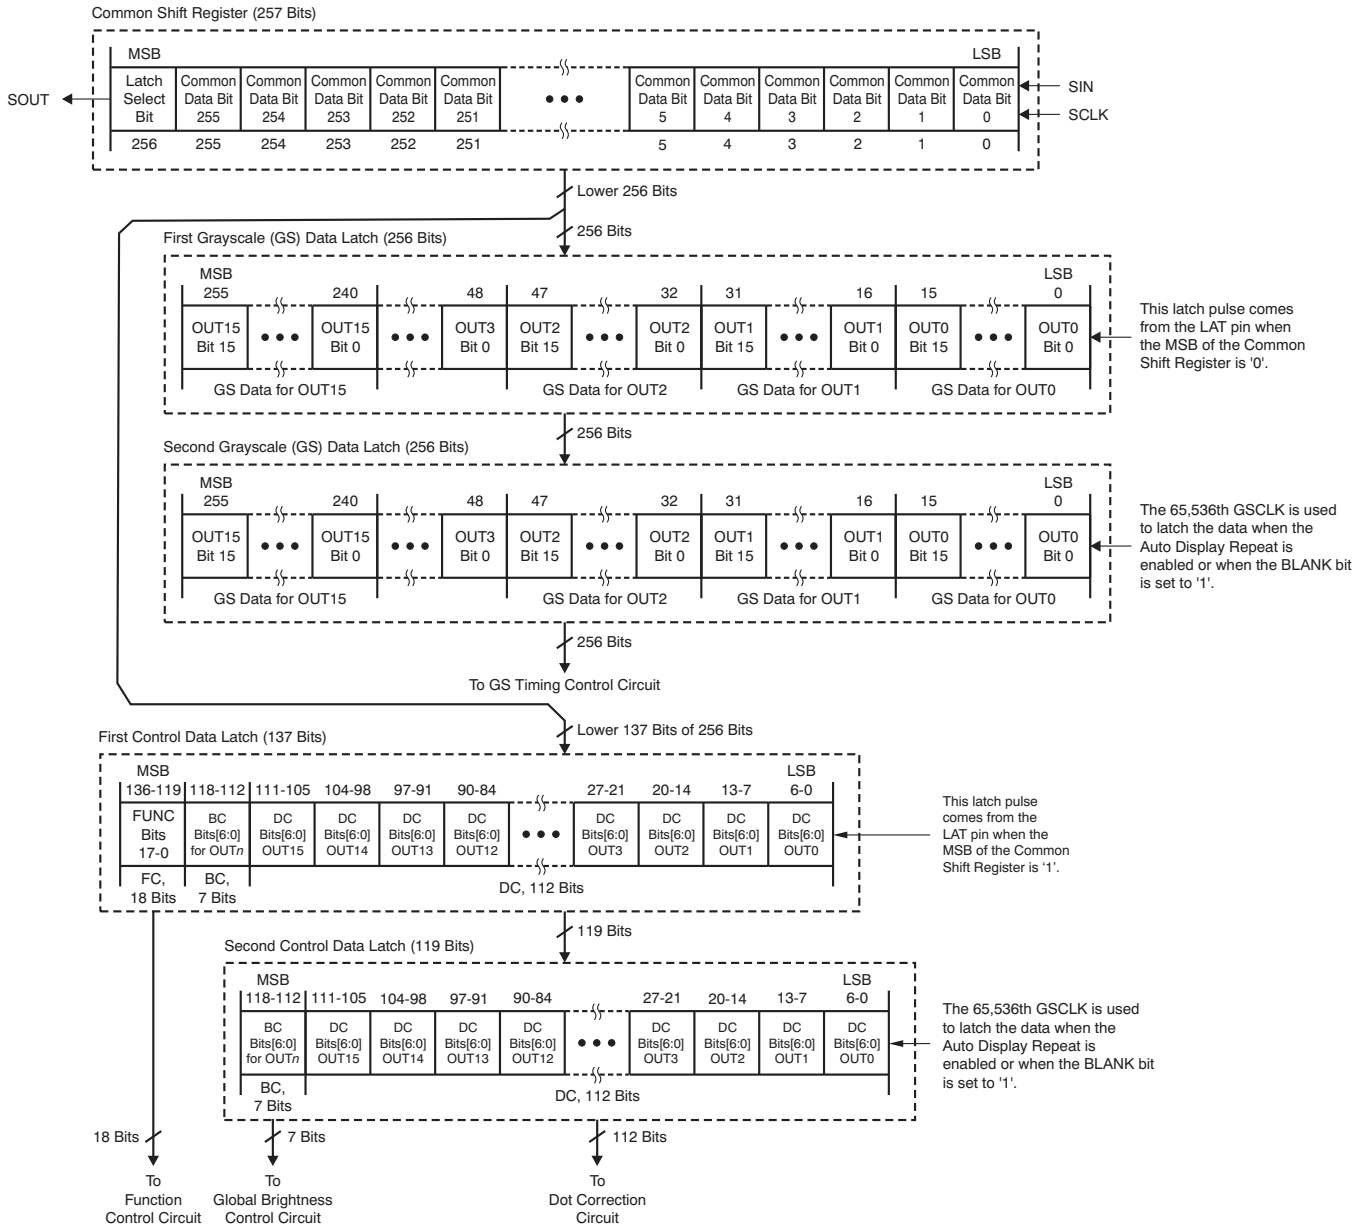 Common Shift Register (257 Bits)
MSB
LSB
Latch Select Bit
Common Data Bit 255
Common Data Bit 254
Common Data Bit 253
Common Data Bit 252
Common Data Bit 251
Common Data Bit 5
Common Data Bit 4
Common Data Bit 3
Common Data Bit 2
Common Data Bit 1
Common Data Bit 0
SOUT
SIN
SCLK
256 255 254 253 252 251 5 4 3 2 1 0
Lower 256 Bits
256 Bits
First Grayscale (GS) Data Latch (256 Bits)
MSB
LSB
255 240 48 47 32 31 16 15 0
OUT15 Bit 15
OUT15 Bit 0
OUT3 Bit 0
OUT2 Bit 15
OUT2 Bit 0
OUT1 Bit 15
OUT1 Bit 0
OUT0 Bit 15
OUT0 Bit 0
GS Data for OUT15
GS Data for OUT2
GS Data for OUT1
GS Data for OUT0
This latch pulse comes
from the LAT pin when
the MSB of the Common
Shift Register is '0'.
256 Bits
Second Grayscale (GS) Data Latch (256 Bits)
MSB
LSB
255 240 48 47 32 31 16 15 0
OUT15 Bit 15
OUT15 Bit 0
OUT3 Bit 0
OUT2 Bit 15
OUT2 Bit 0
OUT1 Bit 15
OUT1 Bit 0
OUT0 Bit 15
OUT0 Bit 0
GS Data for OUT15
GS Data for OUT2
GS Data for OUT1
GS Data for OUT0
The 65,536th GSCLK is used
to latch the data when the
Auto Display Repeat is
enabled or when the BLANK bit
is set to '1'.
256 Bits
To GS Timing Control Circuit
Lower 137 Bits of 256 Bits
First Control Data Latch (137 Bits)
MSB
LSB
136-119 118-112 111-105 104-98 97-91 90-84 27-21 20-14 13-7 6-0
FUNC Bits 17-0
BC Bits[6:0] for OUTn
DC Bits[6:0] OUT15
DC Bits[6:0] OUT14
DC Bits[6:0] OUT13
DC Bits[6:0] OUT12
DC Bits[6:0] OUT3
DC Bits[6:0] OUT2
DC Bits[6:0] OUT1
DC Bits[6:0] OUT0
FC, 18 Bits
BC, 7 Bits
DC, 112 Bits
This latch pulse
comes from the
LAT pin when the
MSB of the Common
Shift Register is ‘1’.
119 Bits
Second Control Data Latch (119 Bits)
MSB
LSB
118-112 111-105 104-98 97-91 90-84 27-21 20-14 13-7 6-0
BC Bits[6:0] for OUTn
DC Bits[6:0] OUT15
DC Bits[6:0] OUT14
DC Bits[6:0] OUT13
DC Bits[6:0] OUT12
DC Bits[6:0] OUT3
DC Bits[6:0] OUT2
DC Bits[6:0] OUT1
DC Bits[6:0] OUT0
BC, 7 Bits
DC, 112 Bits
The 65,536th GSCLK is used
to latch the data when the
Auto Display Repeat is
enabled or when the BLANK bit
is set to '1'.
18 Bits
7 Bits
112 Bits
To Function Control Circuit
To Global Brightness Control Circuit
To Dot Correction Circuit